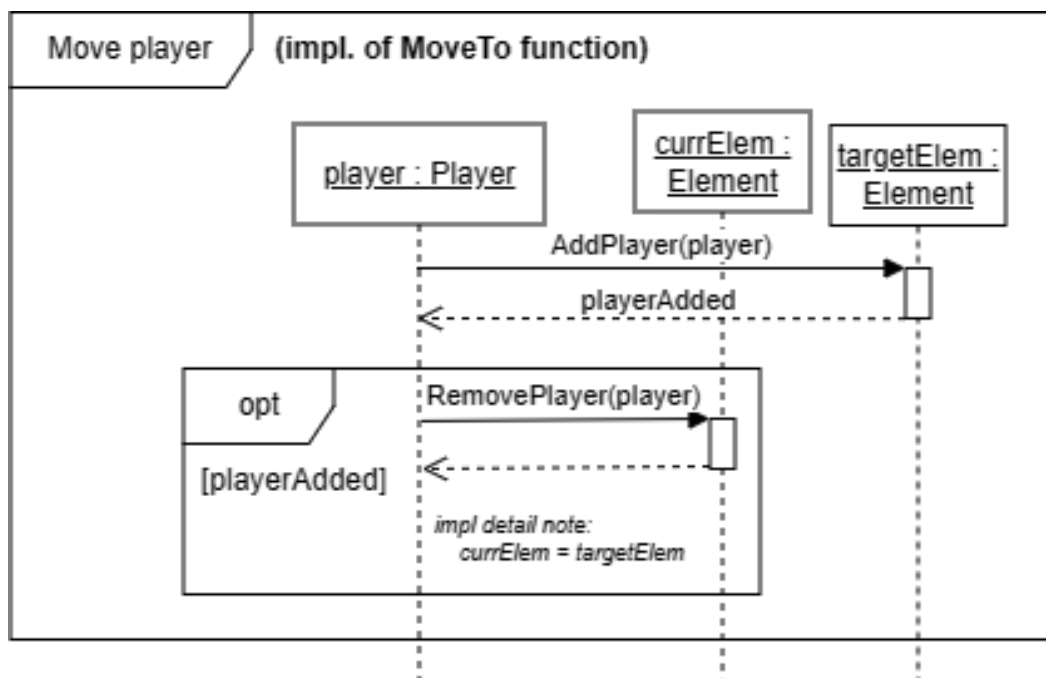 Move player
(impl. of MoveTo function)
player : Player
currElem :
Element
targetElem :
Element
AddPlayer(player)
playerAdded
opt
RemovePlayer(player)
[playerAdded]
impl detail note:
currElem = targetElem